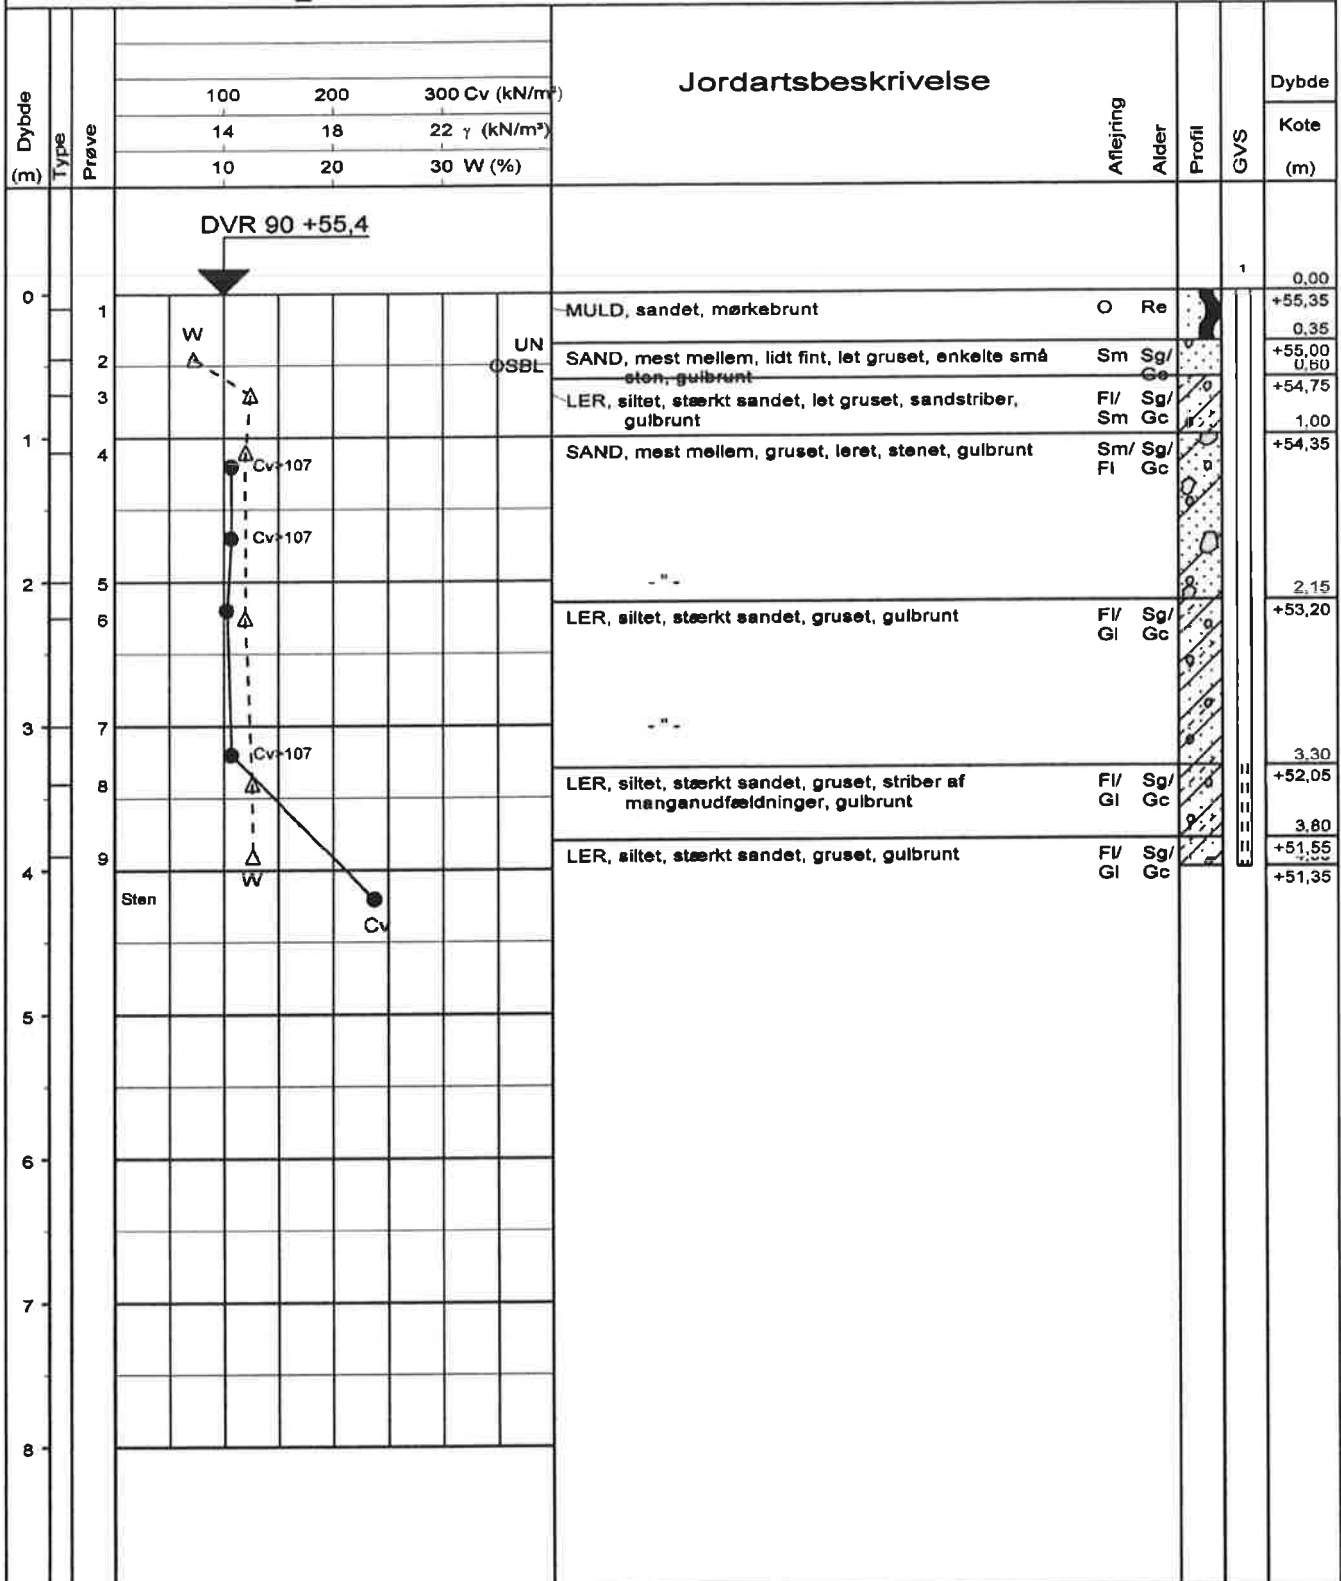 Dybde
(m)
Type
Prøve
100 200 300 Cv (kN/m²)
14 18 22 γ (kN/m³)
10 20 30 W (%)
Jordartsbeskrivelse
Aflejring
Alder
Profil
GVS
Dybde
Kote
(m)
DVR 90 +55,4
1
0,00
0
1
MULD, sandet, mørkebrunt O Re
+55,35
0,35
W
UN
OSBL
2
SAND, mest mellem, lidt fint, let gruset, enkelte små Sm Sg/
sten, gulbrunt Gc
+55,00
0,60
3
LER, siltet, stærkt sandet, let gruset, sandstriber, Fl/ Sg/
gulbrunt Sm Gc
+54,75
1,00
1
4
SAND, mest mellem, gruset, leret, stenet, gulbrunt Sm/ Sg/
Fl Gc
+54,35
Cv>107
Cv>107
2
5
- " -
2,15
6
LER, siltet, stærkt sandet, gruset, gulbrunt Fl/ Sg/
Gl Gc
+53,20
3
7
- " -
Cv>107
3,30
8
LER, siltet, stærkt sandet, gruset, striber af Fl/ Sg/
manganudfældninger, gulbrunt Gl Gc
+52,05
3,80
9
LER, siltet, stærkt sandet, gruset, gulbrunt Fl/ Sg/
Gl Gc
+51,55
+51,35
4
W
Sten
Cv
5
6
7
8